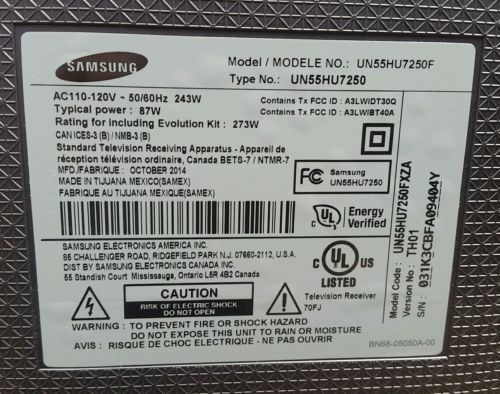 SAMSUNG
Model / MODELE NO.: UN55HU7250F
Type No.: UN55HU7250
AC110-120V ~ 50/60Hz 243W
Typical power : 87W
Rating for including Evolution Kit : 273W
Contains Tx FCC ID : A3LWIDT30Q
Contains Tx FCC ID : A3LWIBT40A
CAN ICES-3 (B) / NMB-3 (B)
Standard Television Receiving Apparatus - Appareil de
réception télévision ordinaire, Canada BETS-7 / NTMR-7
MFD./FABRIQUE : OCTOBER 2014
MADE IN TIJUANA MEXICO(SAMEX)
FABRIQUE AU TIJUANA MEXIQUE(SAMEX)
FC Samsung
UN55HU7250
C UL Energy
Verified
SAMSUNG ELECTRONICS AMERICA INC.
85 CHALLENGER ROAD, RIDGEFIELD PARK N.J. 07660-2112, U.S.A.
DIST BY SAMSUNG ELECTRONICS CANADA INC.
55 Standish Court Mississauga, Ontario L5R 4B2 Canada
C UL US
LISTED
Television Receiver
70FJ
CAUTION
RISK OF ELECTRIC SHOCK
DO NOT OPEN
WARNING : TO PREVENT FIRE OR SHOCK HAZARD
DO NOT EXPOSE THIS UNIT TO RAIN OR MOISTURE
AVIS : RISQUE DE CHOC ELECTRIQUE - NE PAS OUVRIR
BN68-05050A-00
Model Code : UN55HU7250FXZA
Version No : TH01
S/N : 031K3CBFA09404Y